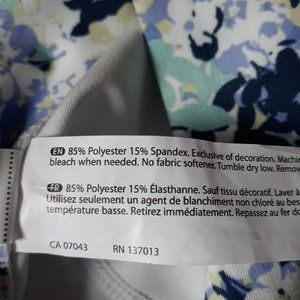 EN 85% Polyester 15% Spandex. Exclusive of decoration. Machin
bleach when needed. No fabric softener. Tumble dry low. Remov
FR 85% Polyester 15% Élasthanne. Sauf tissu décoratif. Laver à
Utilisez seulement un agent de blanchiment non chloré au beso
température basse. Retirez immédiatement. Repassez au fer do
CA 07043 RN 137013